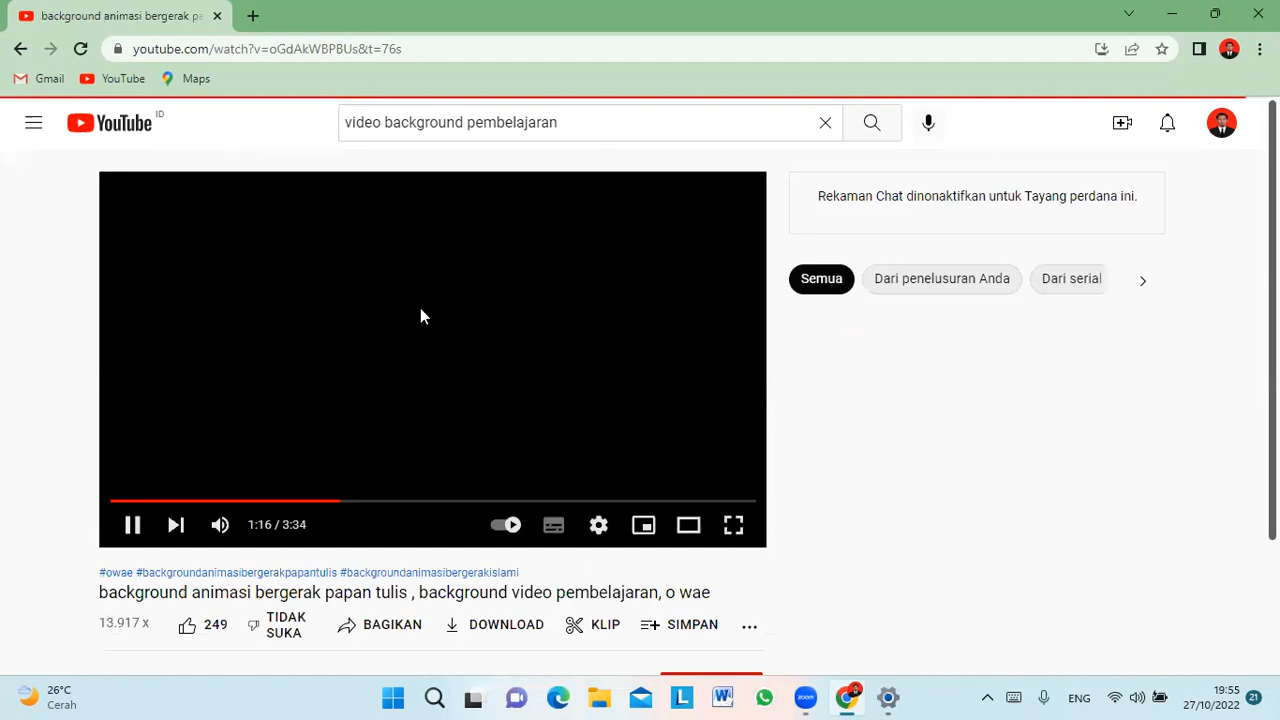 background animasi bergerak pa
youtube.com/watch?v=oGdAkWBPBUs&t=76s
Gmail YouTube Maps
YouTube ID
video background pembelajaran
Rekaman Chat dinonaktifkan untuk Tayang perdana ini.
Semua Dari penelusuran Anda Dari serial
1:16 / 3:34
#owae #backgroundanimasibergerakpapantulis #backgroundanimasibergerakislami
background animasi bergerak papan tulis , background video pembelajaran, o wae
13.917 x 249 TIDAK SUKA BAGIKAN DOWNLOAD KLIP SIMPAN
26°C
Cerah
zoom
ENG
19:55
27/10/2022
21